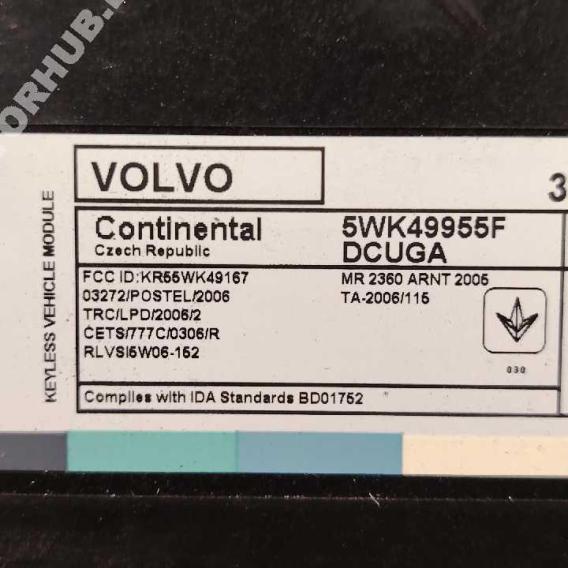 ORHUB.
KEYLESS VEHICLE MODULE
VOLVO
3
Continental
Czech Republic
5WK49955F
DCUGA
FCC ID:KR55WK49167
03272/POSTEL/2006
TRC/LPD/2006/2
CETS/777C/0306/R
RLVSI5W06-152
MR 2360 ARNT 2005
TA-2006/115
030
Complies with IDA Standards BD01752